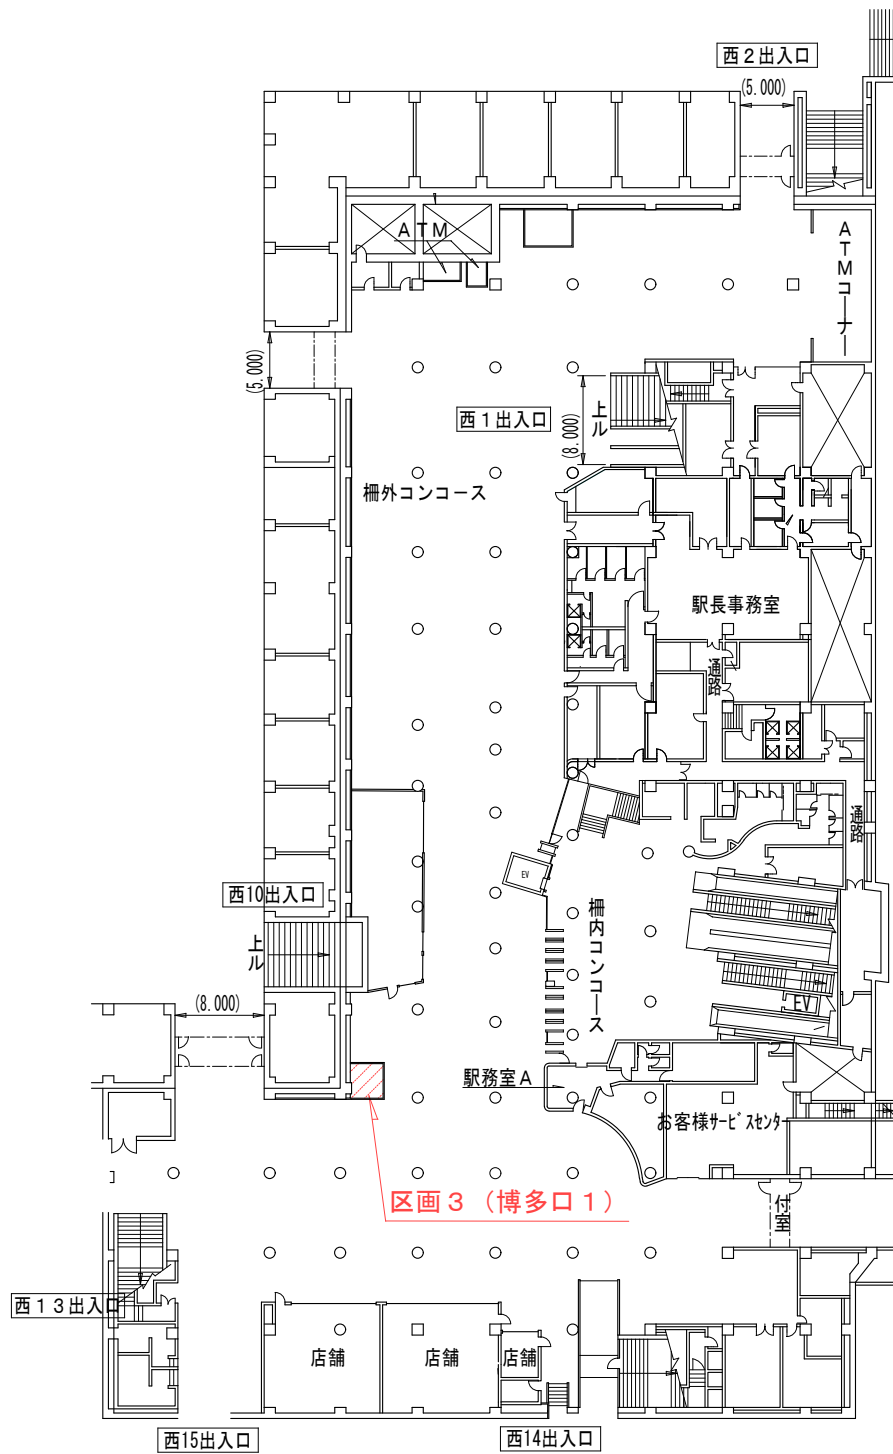 西２出入口
(5.000)
ＡＴＭ
ＡＴＭコーナー
(5.000)
西１出入口
上ル
(8.000)
柵外コンコース
駅長事務室
通路
通路
EV
西10出入口
柵内コンコース
上ル
(8.000)
EV
駅務室Ａ
お客様サービスセンター
区画３（博多口１）
付室
西１３出入口
店舗
店舗
店舗
西15出入口
西14出入口